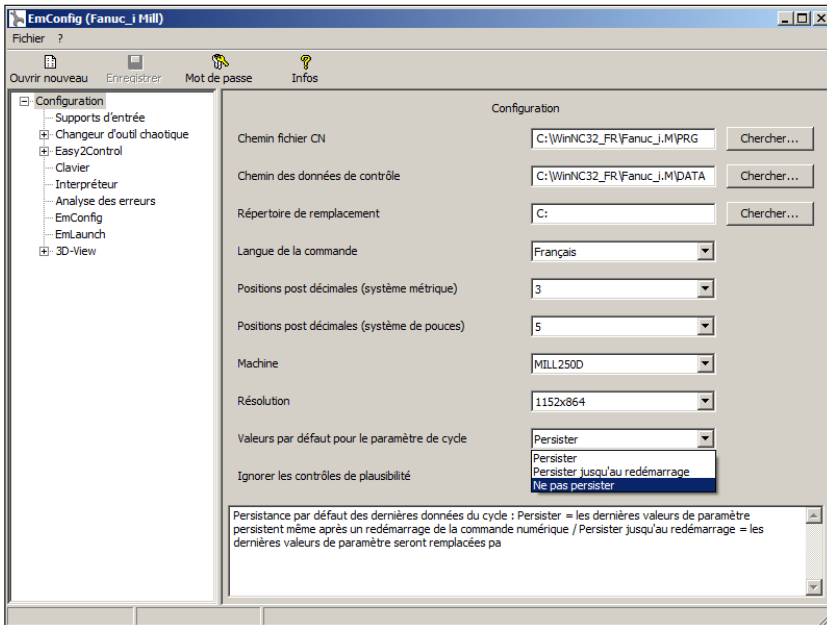 EmConfig (Fanuc_i Mill)
Fichier ?
Ouvrir nouveau Enregistrer Mot de passe Infos
Configuration
Supports d'entrée
Changeur d'outil chaotique
Easy2Control
Clavier
Interpréteur
Analyse des erreurs
EmConfig
EmLaunch
3D-View
Configuration
Chemin fichier CN C:\WinNC32_FR\Fanuc_i.M\PRG Chercher...
Chemin des données de contrôle C:\WinNC32_FR\Fanuc_i.M\DATA Chercher...
Répertoire de remplacement C: Chercher...
Langue de la commande Français
Positions post décimales (système métrique) 3
Positions post décimales (système de pouces) 5
Machine MILL250D
Résolution 1152x864
Valeurs par défaut pour le paramètre de cycle Persister
Persister
Persister jusqu'au redémarrage
Ignorer les contrôles de plausibilité
Ne pas persister
Persistance par défaut des dernières données du cycle : Persister = les dernières valeurs de paramètre
persistent même après un redémarrage de la commande numérique / Persister jusqu'au redémarrage = les
dernières valeurs de paramètre seront remplacées pa